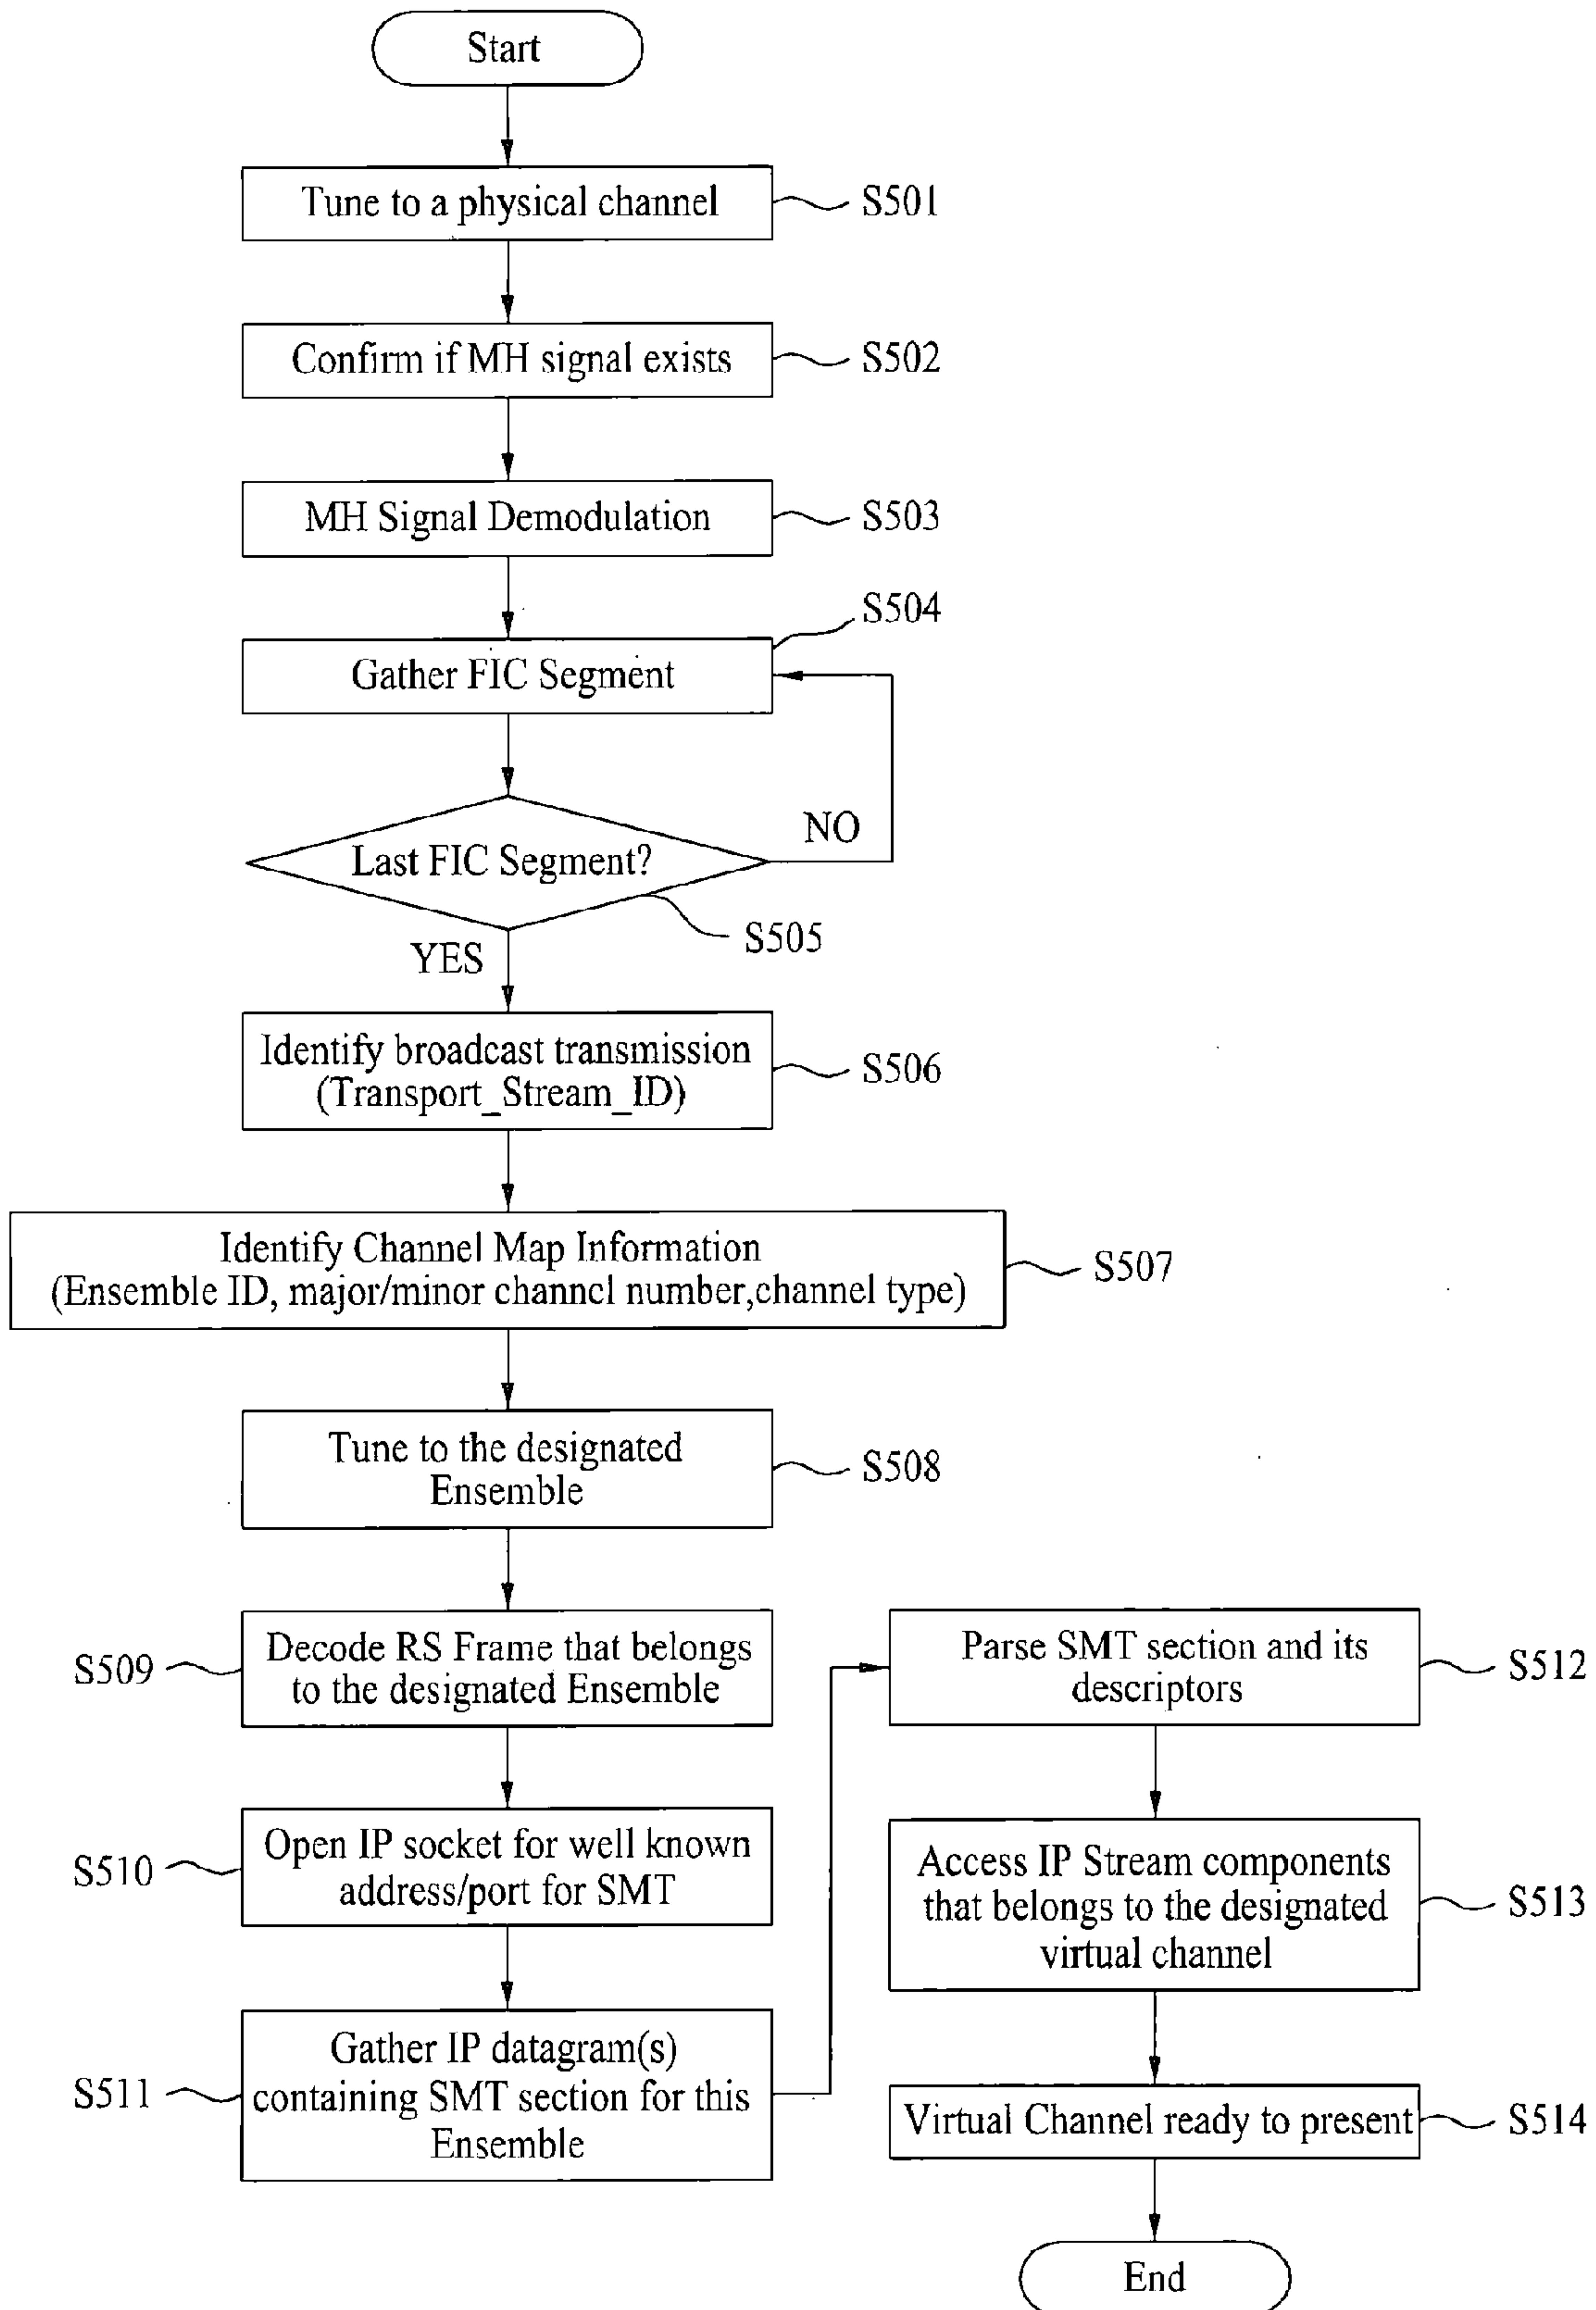 Start
Tune to a physical channel
S501
Confirm if MH signal exists
S502
MH Signal Demodulation
S503
S504
Gather FIC Segment
NO
Last FIC Segment?
S505
YES
Identify broadcast transmission
(Transport_Stream_ID)
S506
Identify Channel Map Information
(Ensemble ID, major/minor channel number,channel type)
S507
Tune to the designated
Ensemble
S508
S509
Decode RS Frame that belongs
to the designated Ensemble
S510
Open IP socket for well known
address/port for SMT
S511
Gather IP datagram(s)
containing SMT section for this
Ensemble
Parse SMT section and its
descriptors
S512
Access IP Stream components
that belongs to the designated
virtual channel
S513
Virtual Channel ready to present
S514
End